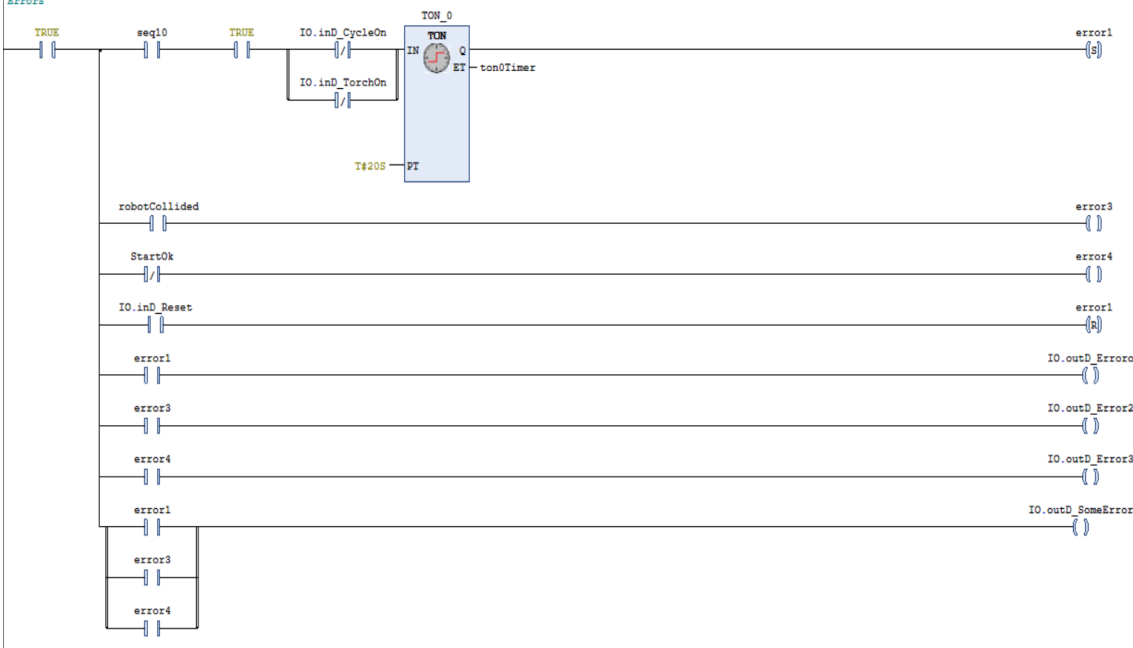 Errors
TON_0
TRUE seq10 TRUE IO.inD_CycleOn TON error1
IN Q S
ET ton0Timer
IO.inD_TorchOn
T#20S PT
robotCollided error3
StartOk error4
IO.inD_Reset error1
R
error1 IO.outD_Erroro
error3 IO.outD_Error2
error4 IO.outD_Error3
error1 IO.outD_SomeError
error3
error4